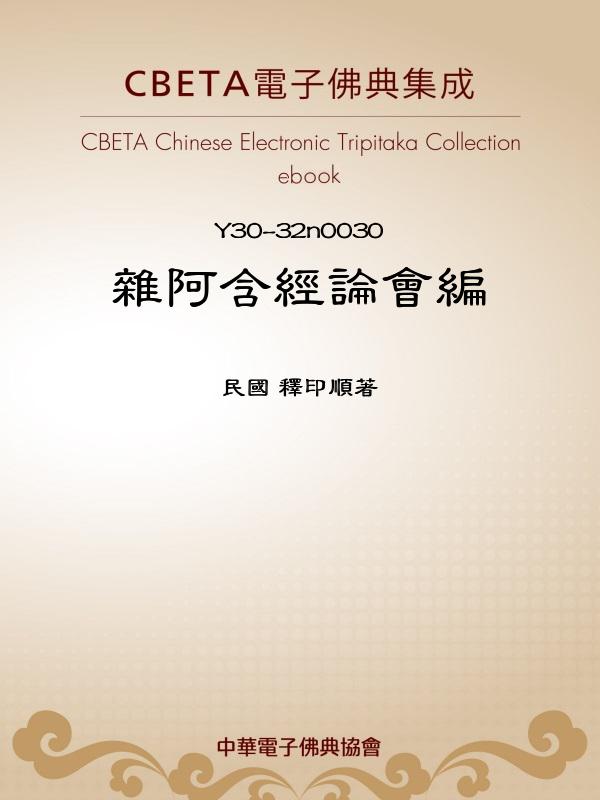 CBETA電子佛典集成
CBETA Chinese Electronic Tripitaka Collection
ebook
Y30-32n0030
雜阿含經論會編
民國 釋印順著
中華電子佛典協會